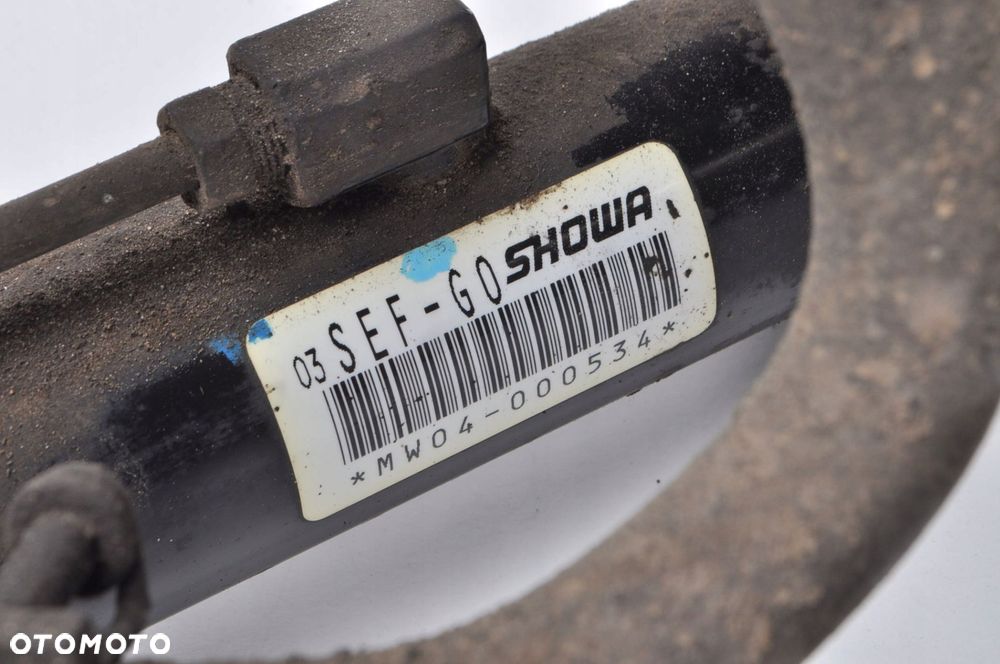 03 SEF-G0 SHOWA
*MW04-000534*
OTOMOTO